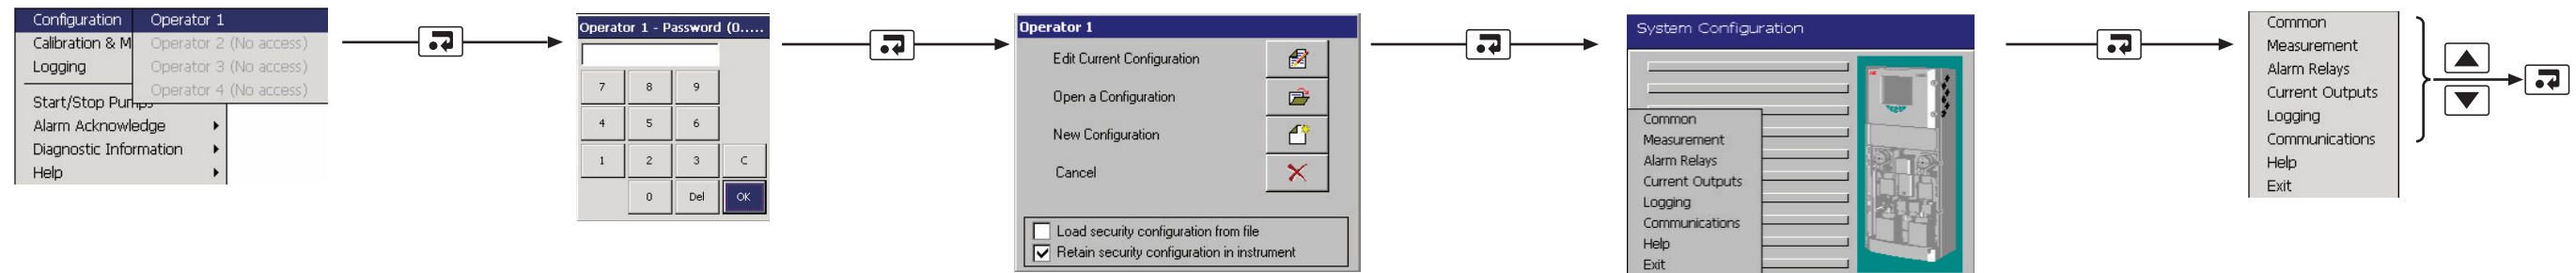 Configuration
Calibration & M
Logging
Start/Stop Pumps
Alarm Acknowledge
Diagnostic Information
Help
Operator 1
Operator 2 (No access)
Operator 3 (No access)
Operator 4 (No access)
Operator 1 - Password (0.....
7 8 9
4 5 6
1 2 3 C
0 Del OK
Operator 1
Edit Current Configuration
Open a Configuration
New Configuration
Cancel
Load security configuration from file
Retain security configuration in instrument
System Configuration
Common
Measurement
Alarm Relays
Current Outputs
Logging
Communications
Help
Exit
Common
Measurement
Alarm Relays
Current Outputs
Logging
Communications
Help
Exit